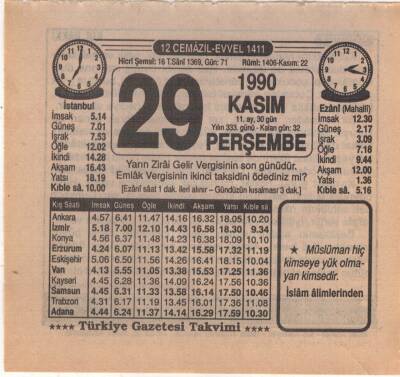 12 CEMÂZİL-EVVEL 1411
Hicrî Şemsî: 16 T.Sânî 1369, Gün: 71
Rûmî: 1406-Kasım: 22
29
1990
KASIM
11. ay, 30 gün
Yılın 333. günü - Kalan gün: 32
PERŞEMBE
İstanbul
İmsak 5.14
Güneş 7.01
İsrak 7.53
Öğle 12.02
İkindi 14.28
Akşam 16.43
Yatsı 18.19
Kıble sâ. 10.00
Ezânî (Mahallî)
İmsak 12.30
Güneş 2.17
İsrak 3.09
Öğle 7.18
İkindi 9.44
Akşam 12.00
Yatsı 1.36
Kıble sâ. 5.16
Yarın Zirâi Gelir Vergisinin son günüdür.
Emlâk Vergisinin ikinci taksidini ödediniz mi?
[Ezânî sâat 1 dak. ileri alınır – Gündüzün kısalması 3 dak.]
Kış Sâati İmsak Güneş Öğle İkindi Akşam Yatsı Kıble sâ
Ankara 4.57 6.41 11.47 14.16 16.32 18.05 10.20
İzmir 5.18 7.00 12.10 14.43 16.58 18.30 9.34
Konya 4.56 6.37 11.48 14.23 16.38 18.09 10.10
Erzurum 4.24 6.07 11.13 13.42 15.58 17.32 11.19
Eskişehir 5.06 6.50 11.56 14.26 16.41 18.15 10.04
Van 4.13 5.55 11.05 13.38 15.53 17.25 11.36
Kayseri 4.45 6.28 11.36 14.09 16.24 17.56 10.36
Samsun 4.45 6.31 11.33 13.58 16.14 17.50 10.46
Trabzon 4.31 6.17 11.19 13.45 16.01 17.36 11.08
Adana 4.44 6.24 11.37 14.14 16.29 17.59 10.30
★ Müslüman hiç
kimseye yük olma-
yan kimsedir.
İslâm âlimlerinden
★★★★ Türkiye Gazetesi Takvimi ★★★★